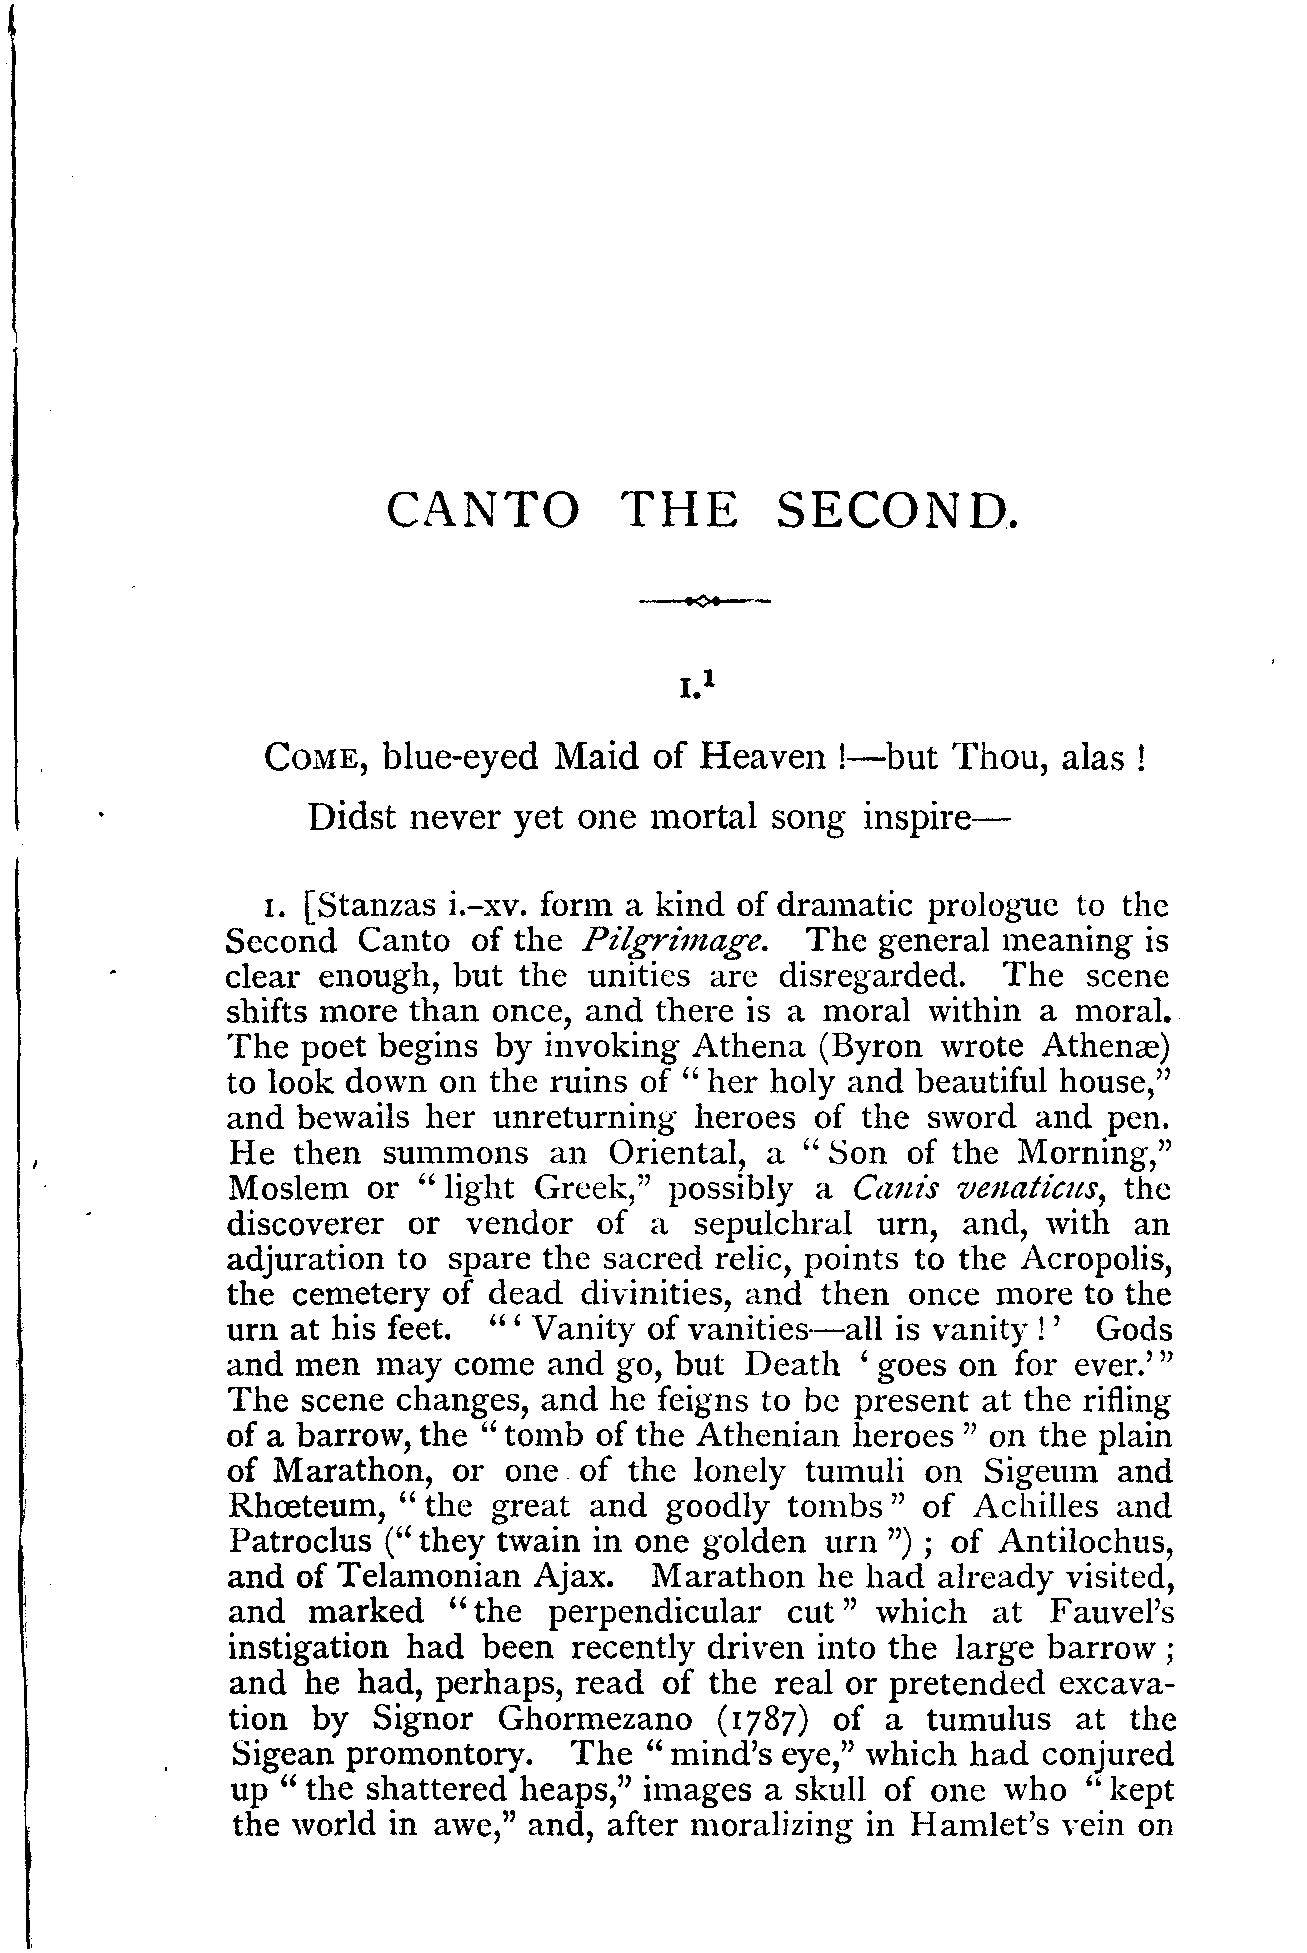 CANTO THE SECOND.
I.¹
COME, blue-eyed Maid of Heaven !—but Thou, alas !
Didst never yet one mortal song inspire—
1. [Stanzas i.–xv. form a kind of dramatic prologue to the
Second Canto of the Pilgrimage. The general meaning is
clear enough, but the unities are disregarded. The scene
shifts more than once, and there is a moral within a moral.
The poet begins by invoking Athena (Byron wrote Athenæ)
to look down on the ruins of “ her holy and beautiful house,”
and bewails her unreturning heroes of the sword and pen.
He then summons an Oriental, a “ Son of the Morning,”
Moslem or “ light Greek,” possibly a Canis venaticus, the
discoverer or vendor of a sepulchral urn, and, with an
adjuration to spare the sacred relic, points to the Acropolis,
the cemetery of dead divinities, and then once more to the
urn at his feet. “ ‘ Vanity of vanities—all is vanity ! ’ Gods
and men may come and go, but Death ‘ goes on for ever.’ ”
The scene changes, and he feigns to be present at the rifling
of a barrow, the “ tomb of the Athenian heroes ” on the plain
of Marathon, or one of the lonely tumuli on Sigeum and
Rhœteum, “ the great and goodly tombs ” of Achilles and
Patroclus (“ they twain in one golden urn ”) ; of Antilochus,
and of Telamonian Ajax. Marathon he had already visited,
and marked “ the perpendicular cut ” which at Fauvel’s
instigation had been recently driven into the large barrow ;
and he had, perhaps, read of the real or pretended excava-
tion by Signor Ghormezano (1787) of a tumulus at the
Sigean promontory. The “ mind’s eye,” which had conjured
up “ the shattered heaps,” images a skull of one who “ kept
the world in awe,” and, after moralizing in Hamlet’s vein on